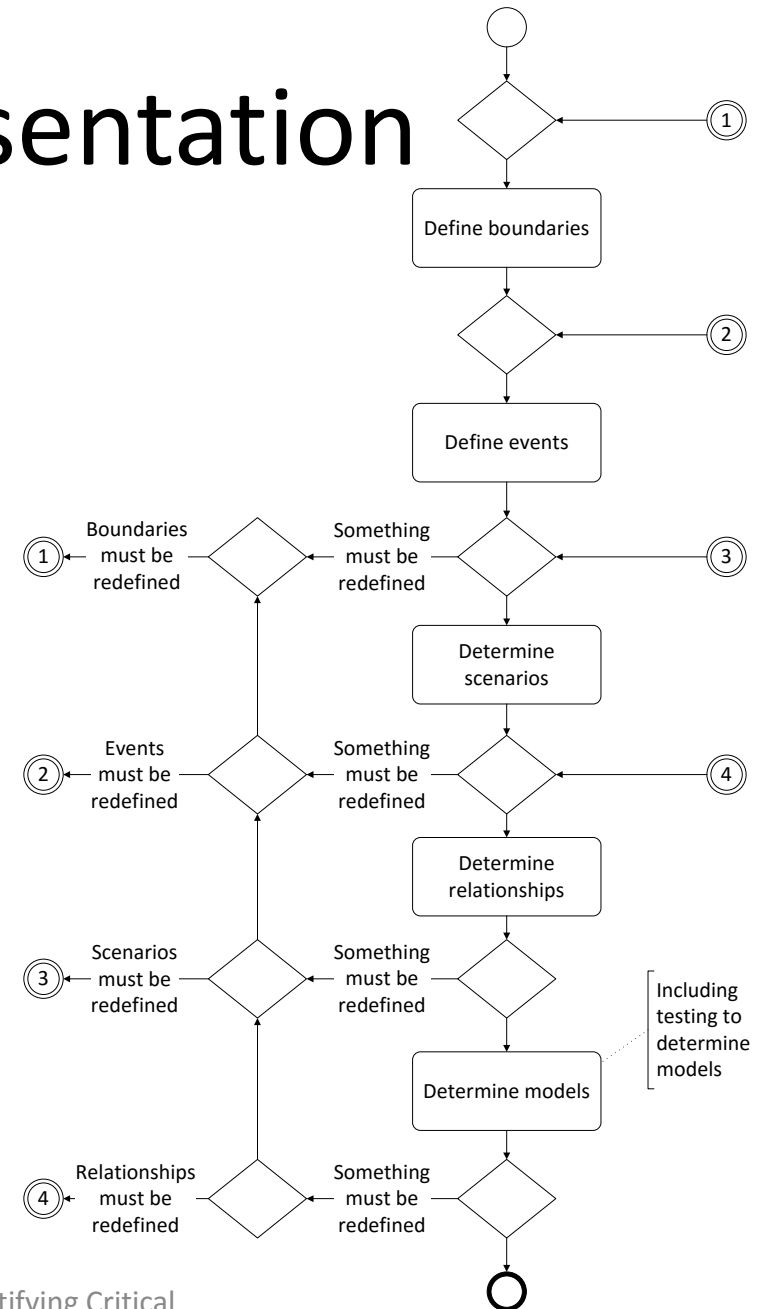 sentation
1
Define boundaries
2
Define events
Boundaries
must be
redefined
1
Something
must be
redefined
3
Determine
scenarios
Events
must be
redefined
2
Something
must be
redefined
4
Determine
relationships
Scenarios
must be
redefined
3
Something
must be
redefined
Including
testing to
determine
models
Determine models
Relationships
must be
redefined
4
Something
must be
redefined
tifying Critical